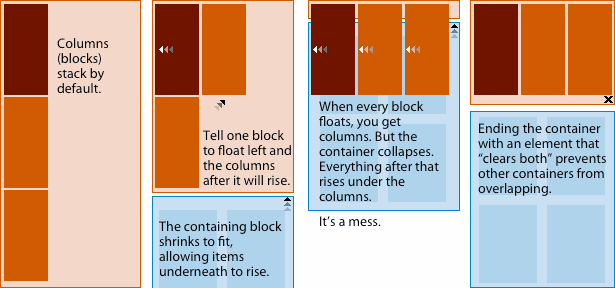 Columns
(blocks)
stack by
default.
Tell one block
to float left and
the columns
after it will rise.
The containing block
shrinks to fit,
allowing items
underneath to rise.
When every block
floats, you get
columns. But the
container collapses.
Everything after that
rises under the
columns.
It’s a mess.
Ending the container
with an element that
“clears both” prevents
other containers from
overlapping.